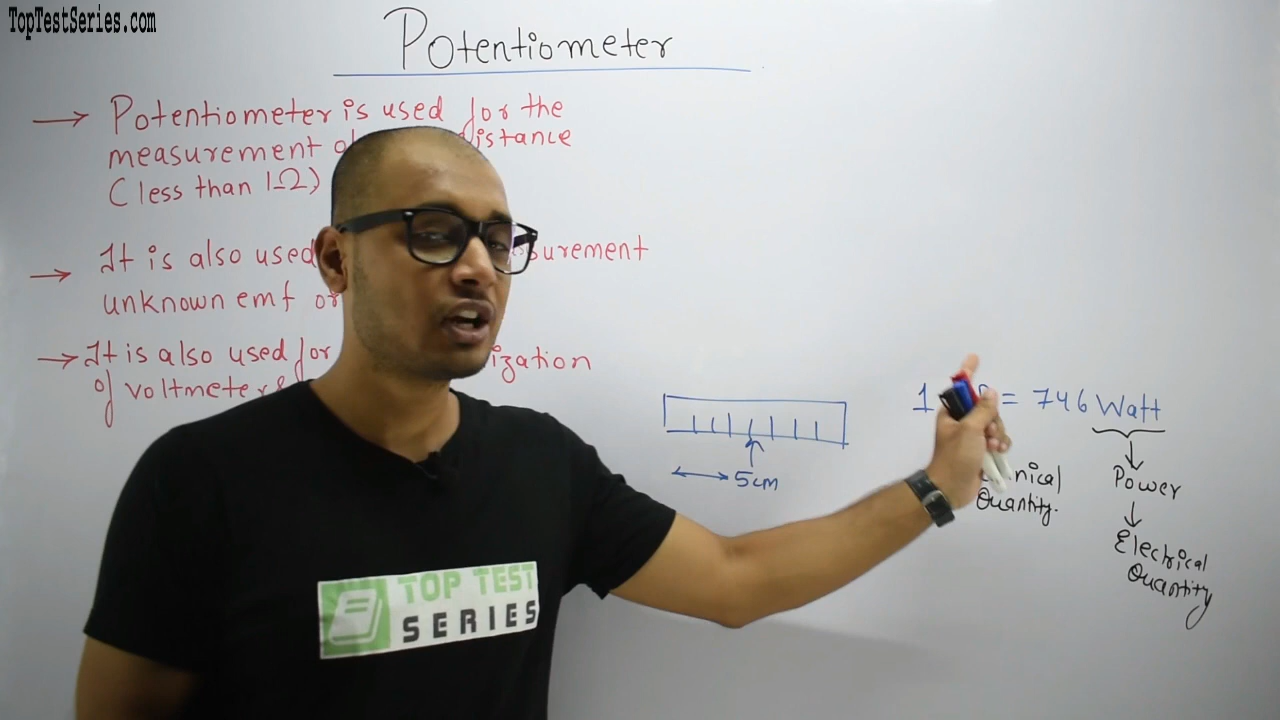 TopTestSeries.com
Potentiometer
→ Potentiometer is used for the
measurement distance
(less than 1Ω)
→ It is also used surement
unknown emf or
→ It is also used for ization
of voltmeter &
5cm
1 = 746 Watt
nical
Quantity.
Power
Electrical
Quantity
TOP TEST
SERIES